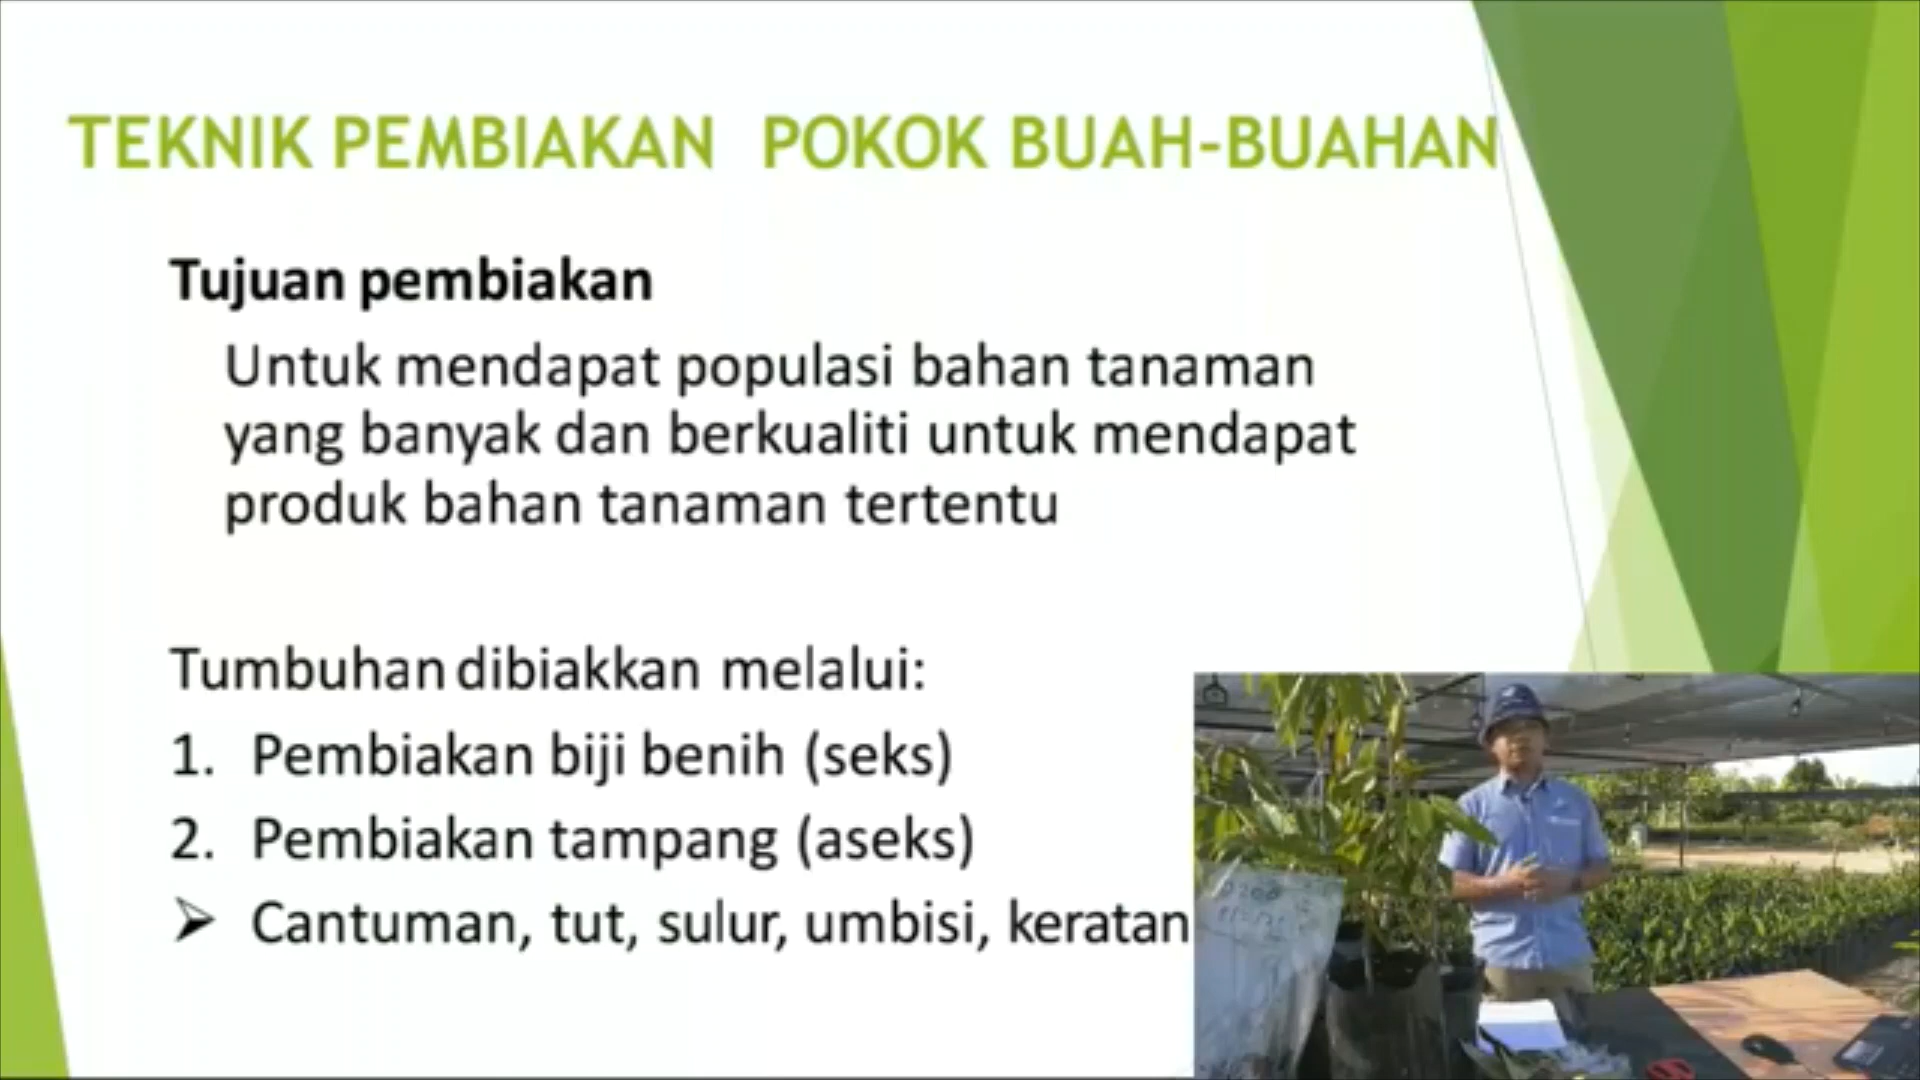 TEKNIK PEMBIAKAN POKOK BUAH-BUAHAN
Tujuan pembiakan
Untuk mendapat populasi bahan tanaman
yang banyak dan berkualiti untuk mendapat
produk bahan tanaman tertentu
Tumbuhan dibiakkan melalui:
1. Pembiakan biji benih (seks)
2. Pembiakan tampang (aseks)
➢ Cantuman, tut, sulur, umbisi, keratan